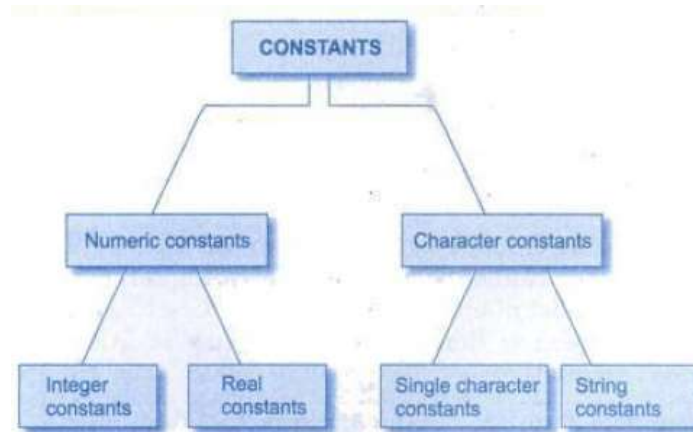 CONSTANTS
Numeric constants
Character constants
Integer
constants
Real
constants
Single character
constants
String
constants